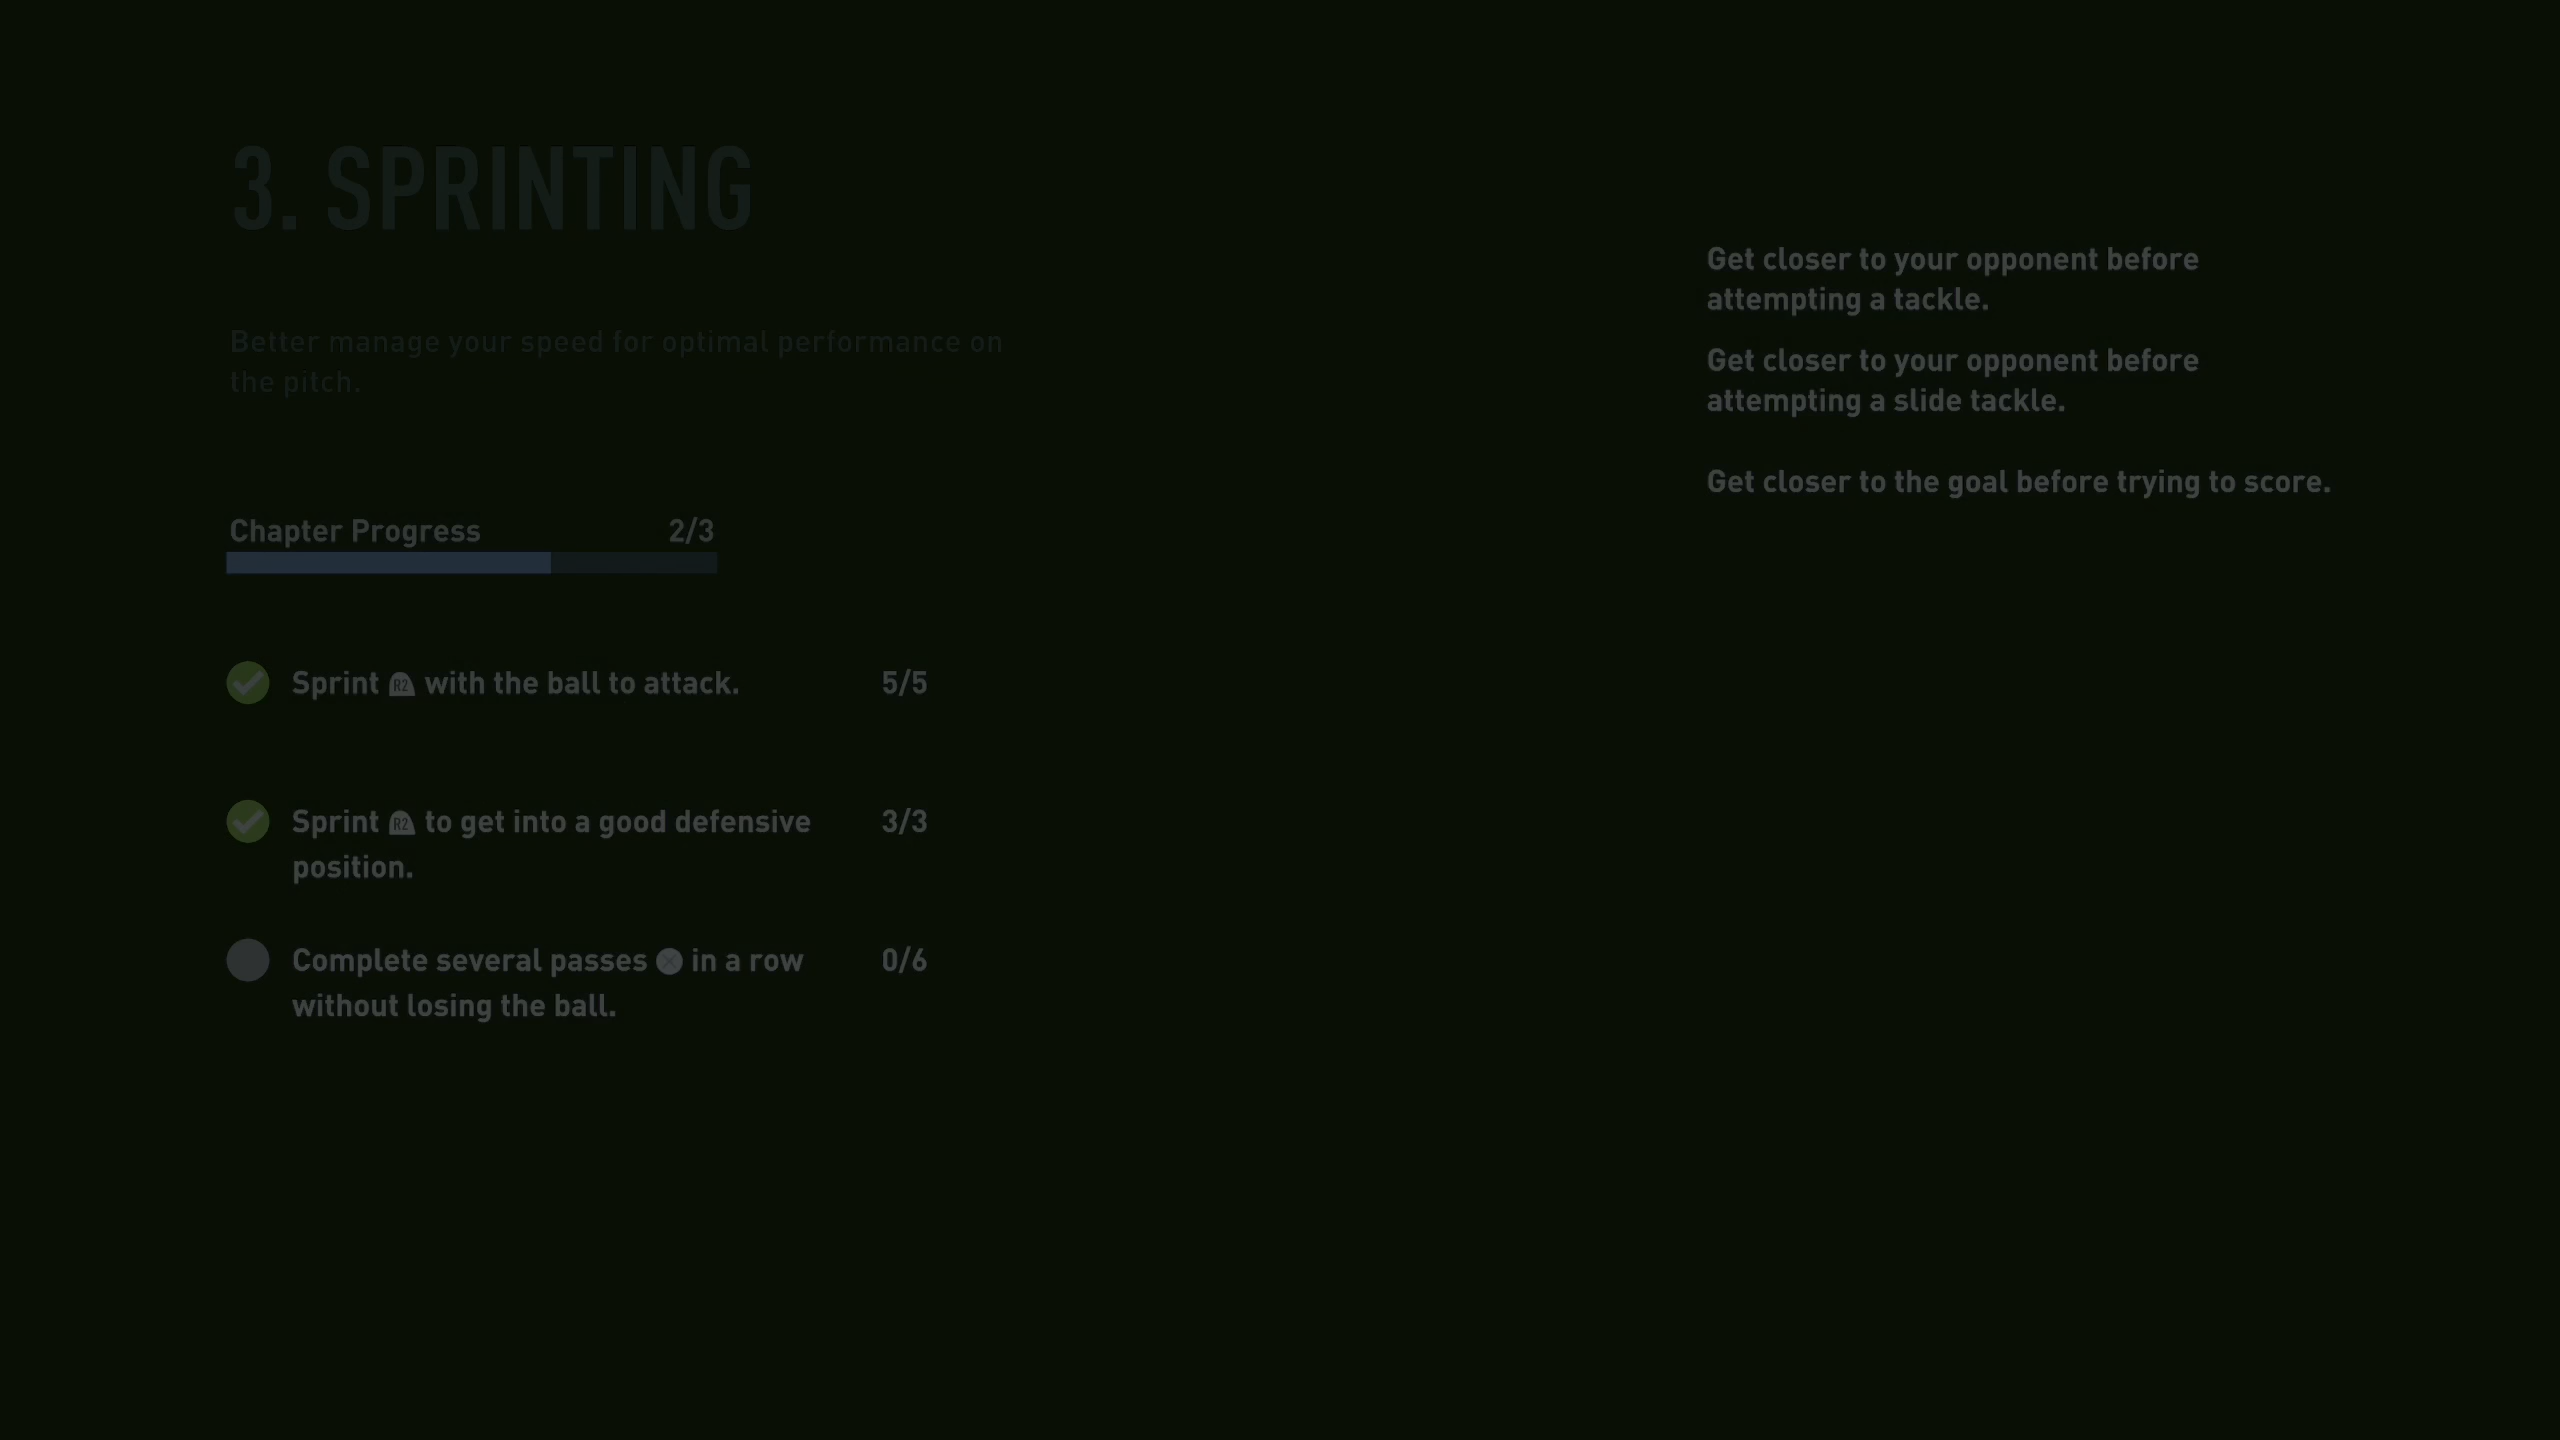 3. SPRINTING
Better manage your speed for optimal performance on
the pitch.
Chapter Progress 2/3
Sprint R2 with the ball to attack. 5/5
Sprint R2 to get into a good defensive 3/3
position.
Complete several passes in a row 0/6
without losing the ball.
Get closer to your opponent before
attempting a tackle.
Get closer to your opponent before
attempting a slide tackle.
Get closer to the goal before trying to score.